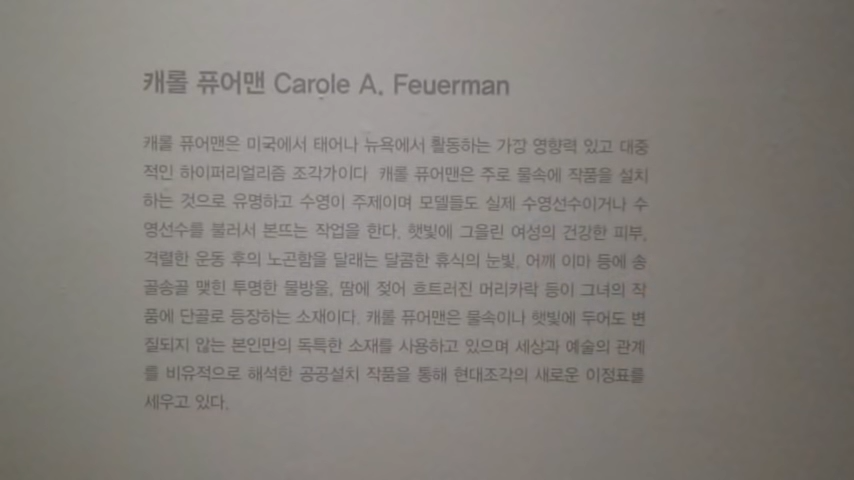 캐롤 퓨어맨 Carole A. Feuerman
캐롤 퓨어맨은 미국에서 태어나 뉴욕에서 활동하는 가장 영향력 있고 대중
적인 하이퍼리얼리즘 조각가이다 캐롤 퓨어맨은 주로 물속에 작품을 설치
하는 것으로 유명하고 수영이 주제이며 모델들도 실제 수영선수이거나 수
영선수를 불러서 본뜨는 작업을 한다. 햇빛에 그을린 여성의 건강한 피부,
격렬한 운동 후의 노곤함을 달래는 달콤한 휴식의 눈빛, 어깨 이마 등에 송
골송골 맺힌 투명한 물방울, 땀에 젖어 흐트러진 머리카락 등이 그녀의 작
품에 단골로 등장하는 소재이다. 캐롤 퓨어맨은 물속이나 햇빛에 두어도 변
질되지 않는 본인만의 독특한 소재를 사용하고 있으며 세상과 예술의 관계
를 비유적으로 해석한 공공설치 작품을 통해 현대조각의 새로운 이정표를
세우고 있다.